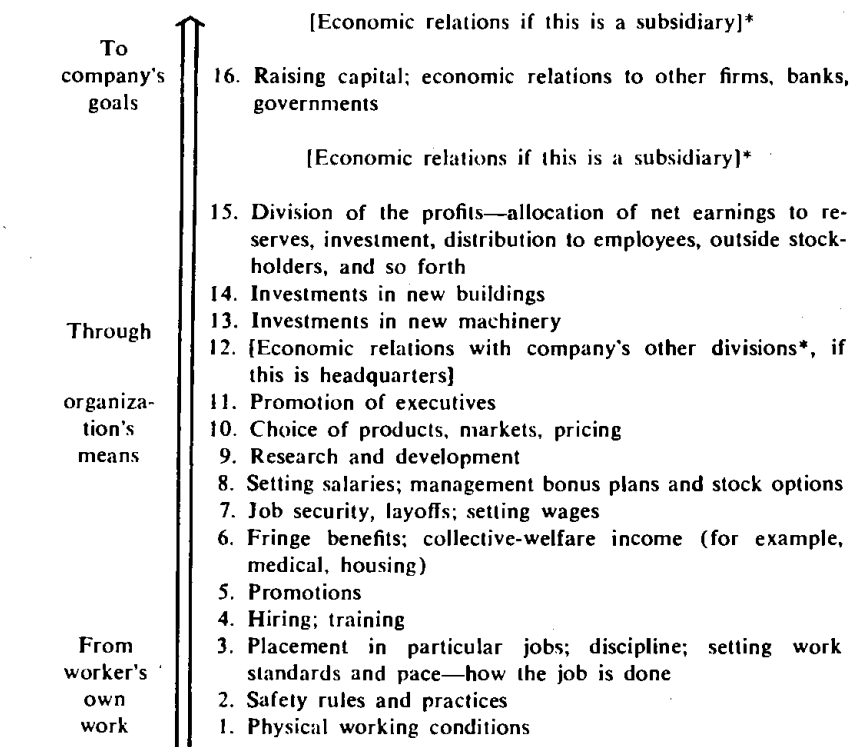 [Economic relations if this is a subsidiary]*
To
company's
goals
16. Raising capital; economic relations to other firms, banks,
governments
[Economic relations if this is a subsidiary]*
15. Division of the profits—allocation of net earnings to re-
serves, investment, distribution to employees, outside stock-
holders, and so forth
14. Investments in new buildings
Through
13. Investments in new machinery
12. [Economic relations with company's other divisions*, if
this is headquarters]
organiza-
tion's
means
11. Promotion of executives
10. Choice of products, markets, pricing
9. Research and development
8. Setting salaries; management bonus plans and stock options
7. Job security, layoffs; setting wages
6. Fringe benefits; collective-welfare income (for example,
medical, housing)
5. Promotions
4. Hiring; training
From
worker's
own
work
3. Placement in particular jobs; discipline; setting work
standards and pace—how the job is done
2. Safety rules and practices
1. Physical working conditions